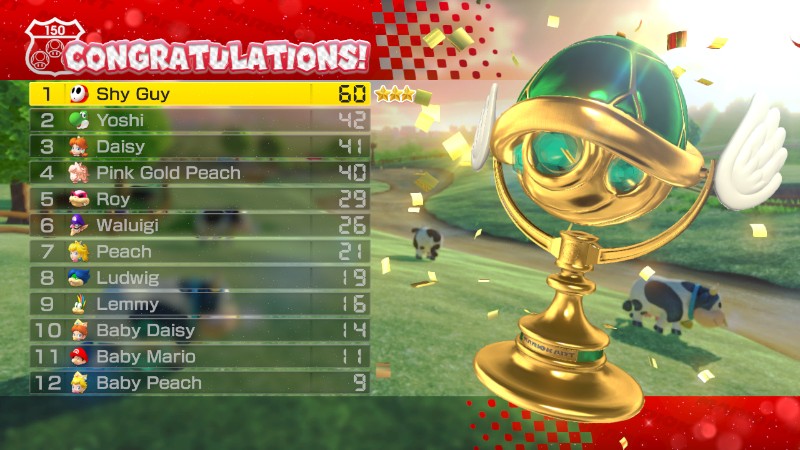 150
CONGRATULATIONS!
1 Shy Guy 60
2 Yoshi 42
3 Daisy 41
4 Pink Gold Peach 40
5 Roy 29
6 Waluigi 26
7 Peach 21
8 Ludwig 19
9 Lemmy 16
10 Baby Daisy 14
11 Baby Mario 11
12 Baby Peach 9
MARIO KART